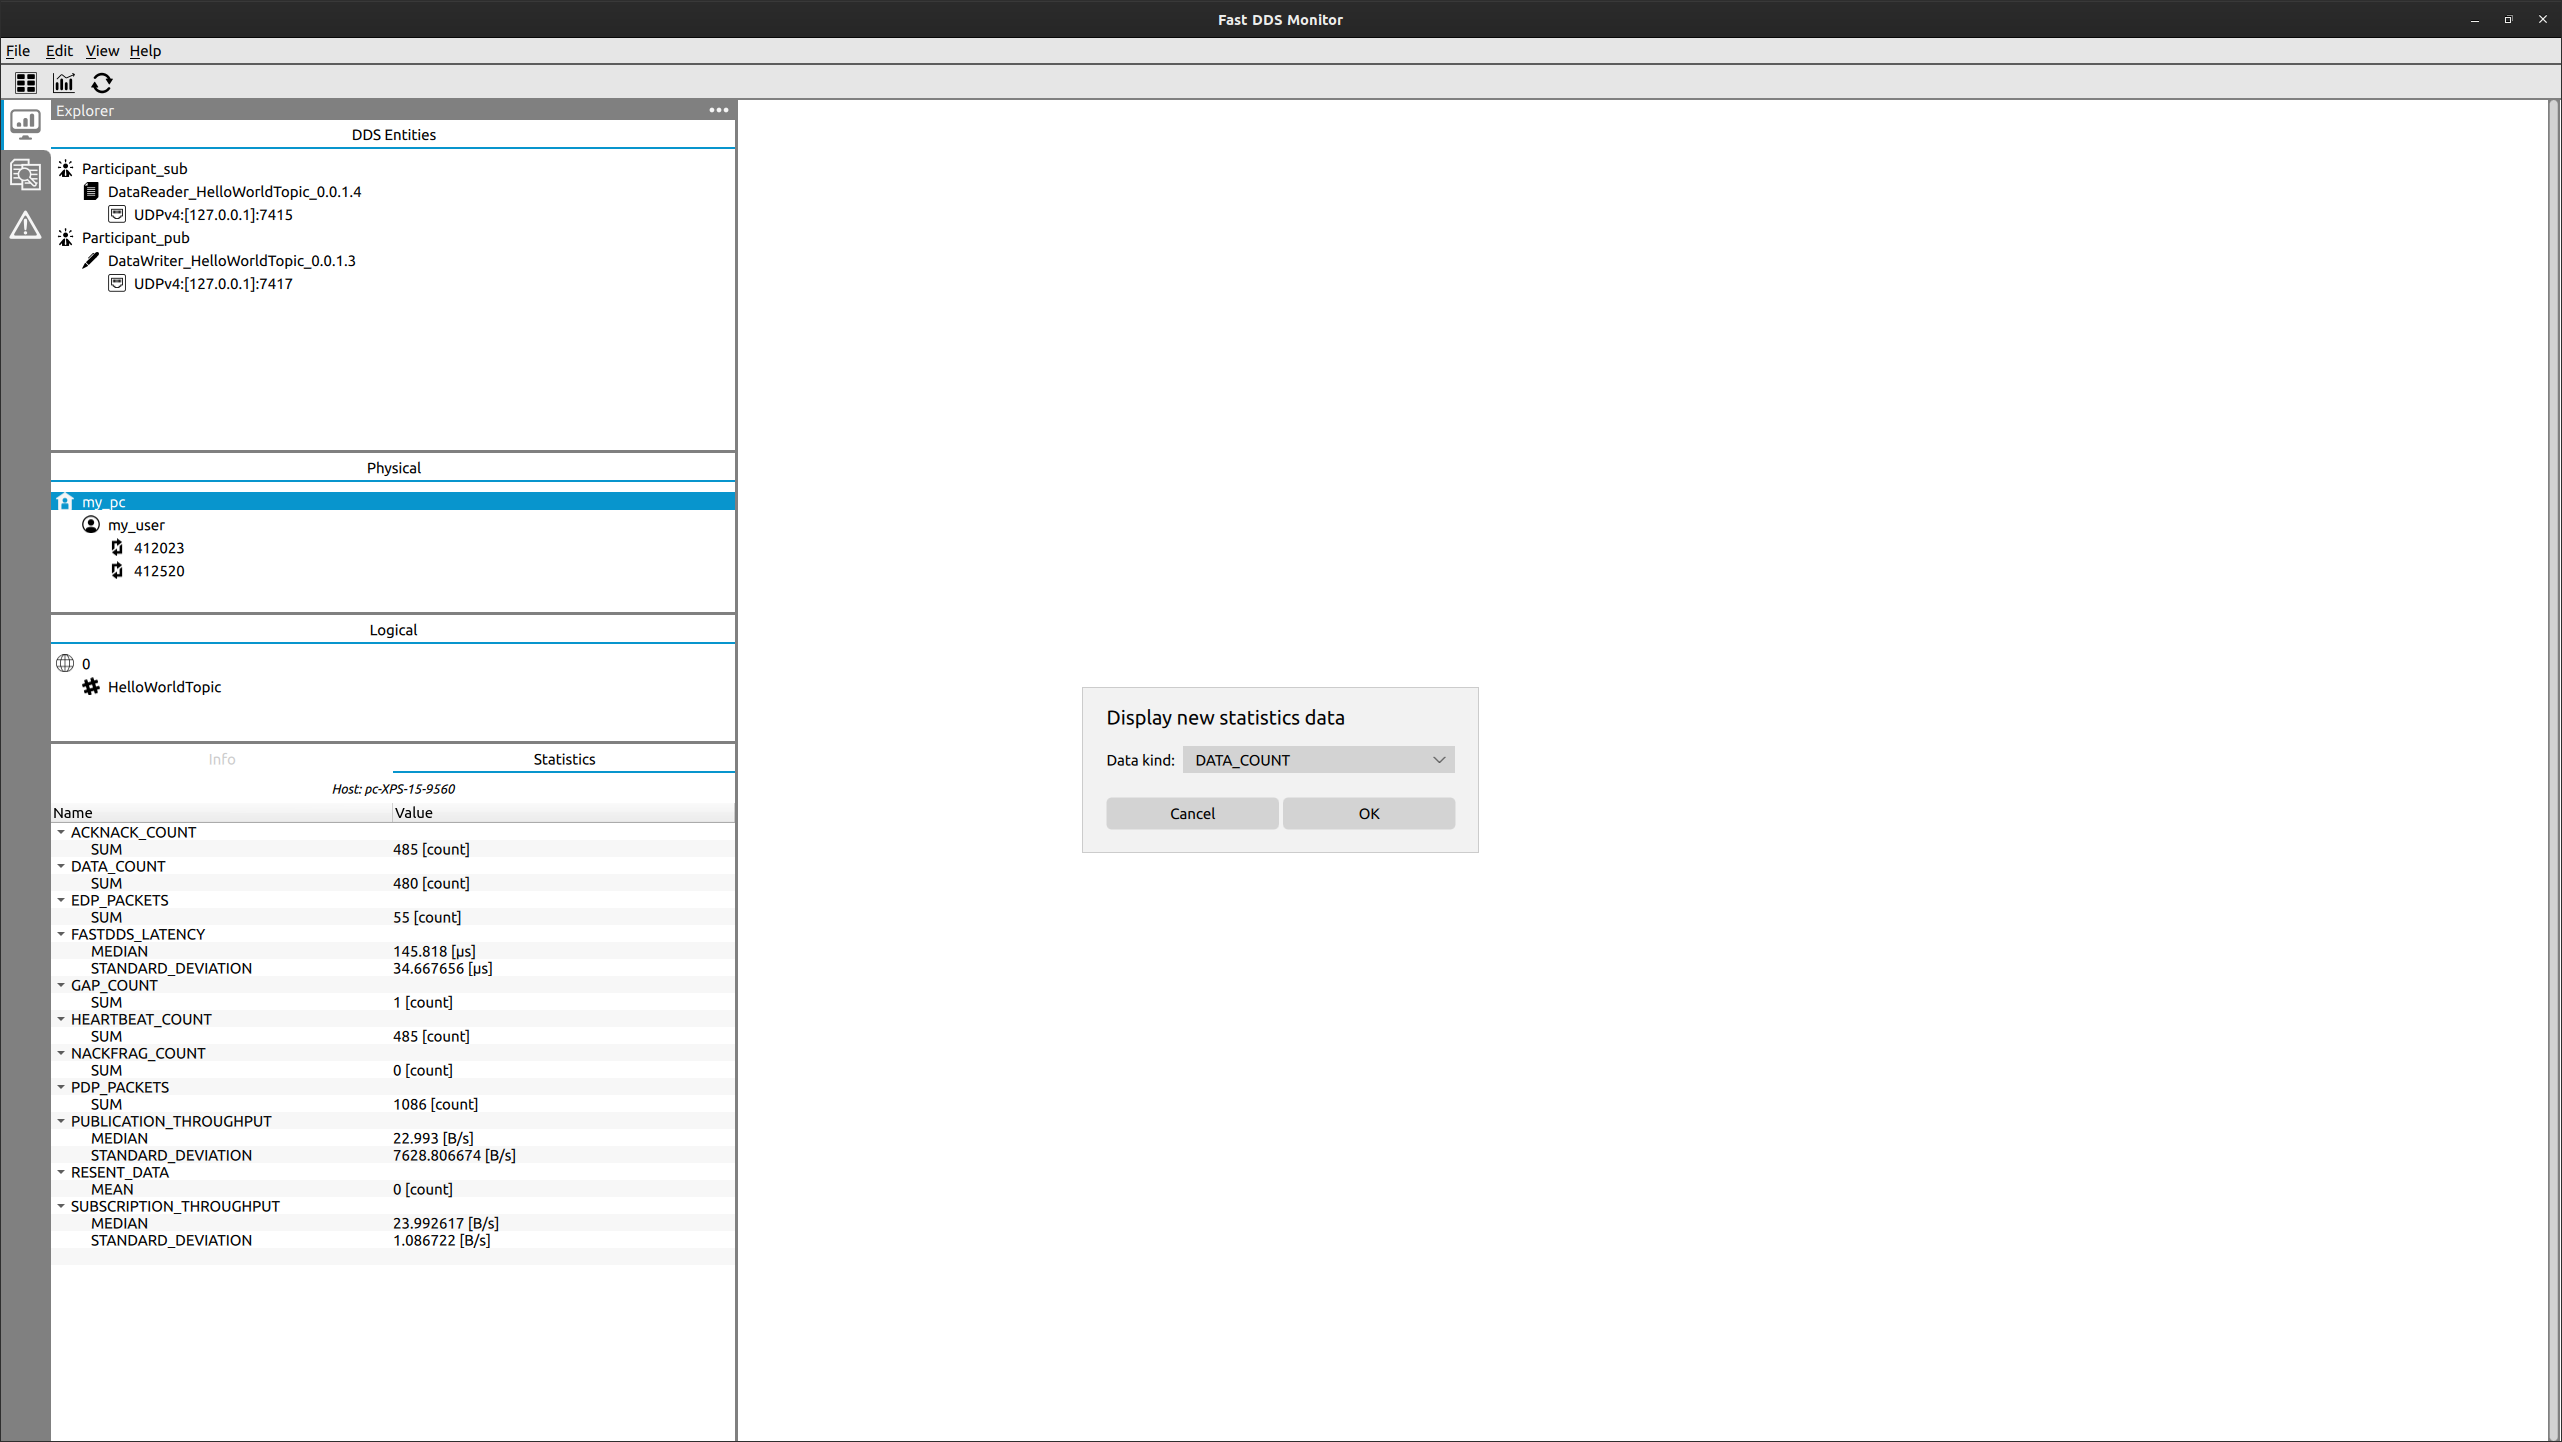 Fast DDS Monitor
File Edit View Help
Explorer
DDS Entities
Participant_sub
DataReader_HelloWorldTopic_0.0.1.4
UDPv4:[127.0.0.1]:7415
Participant_pub
DataWriter_HelloWorldTopic_0.0.1.3
UDPv4:[127.0.0.1]:7417
Physical
my_pc
my_user
412023
412520
Logical
0
HelloWorldTopic
Info Statistics
Host: pc-XPS-15-9560
Name Value
ACKNACK_COUNT
SUM 485 [count]
DATA_COUNT
SUM 480 [count]
EDP_PACKETS
SUM 55 [count]
FASTDDS_LATENCY
MEDIAN 145.818 [µs]
STANDARD_DEVIATION 34.667656 [µs]
GAP_COUNT
SUM 1 [count]
HEARTBEAT_COUNT
SUM 485 [count]
NACKFRAG_COUNT
SUM 0 [count]
PDP_PACKETS
SUM 1086 [count]
PUBLICATION_THROUGHPUT
MEDIAN 22.993 [B/s]
STANDARD_DEVIATION 7628.806674 [B/s]
RESENT_DATA
MEAN 0 [count]
SUBSCRIPTION_THROUGHPUT
MEDIAN 23.992617 [B/s]
STANDARD_DEVIATION 1.086722 [B/s]
Display new statistics data
Data kind: DATA_COUNT
Cancel OK